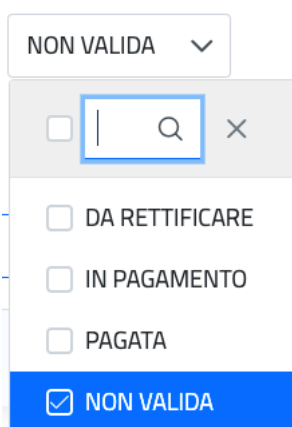 NON VALIDA
DA RETTIFICARE
IN PAGAMENTO
PAGATA
NON VALIDA